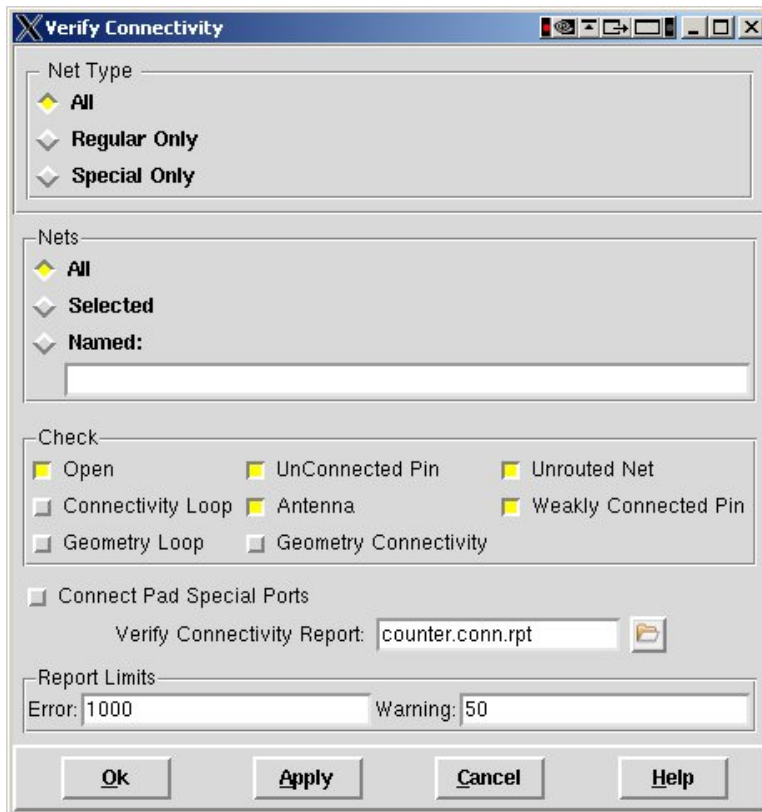 Verify Connectivity
Net Type
All
Regular Only
Special Only
Nets
All
Selected
Named:
Check
Open UnConnected Pin Unrouted Net
Connectivity Loop Antenna Weakly Connected Pin
Geometry Loop Geometry Connectivity
Connect Pad Special Ports
Verify Connectivity Report: counter.conn.rpt
Report Limits
Error: 1000 Warning: 50
Ok Apply Cancel Help